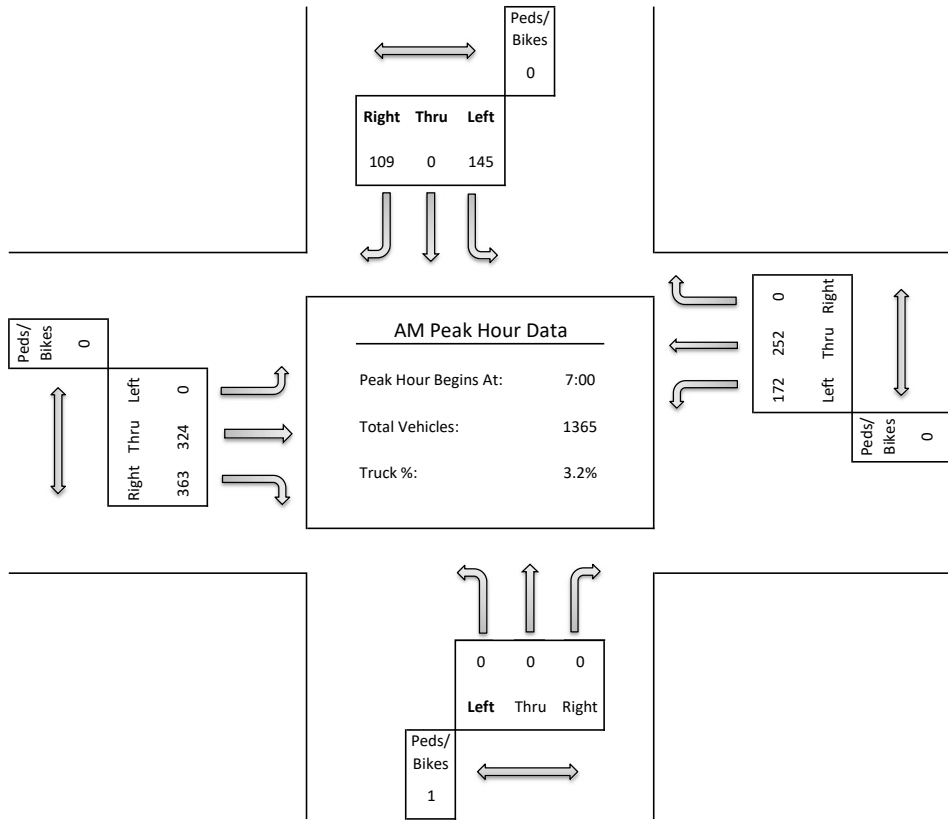 Peds/
Bikes
0
Right Thru Left
109 0 145
Peds/
Bikes
0
Left 0
Thru 324
Right 363
AM Peak Hour Data
Peak Hour Begins At: 7:00
Total Vehicles: 1365
Truck %: 3.2%
0 Right
252 Thru
172 Left
Peds/
Bikes
0
0 0 0
Left Thru Right
Peds/
Bikes
1